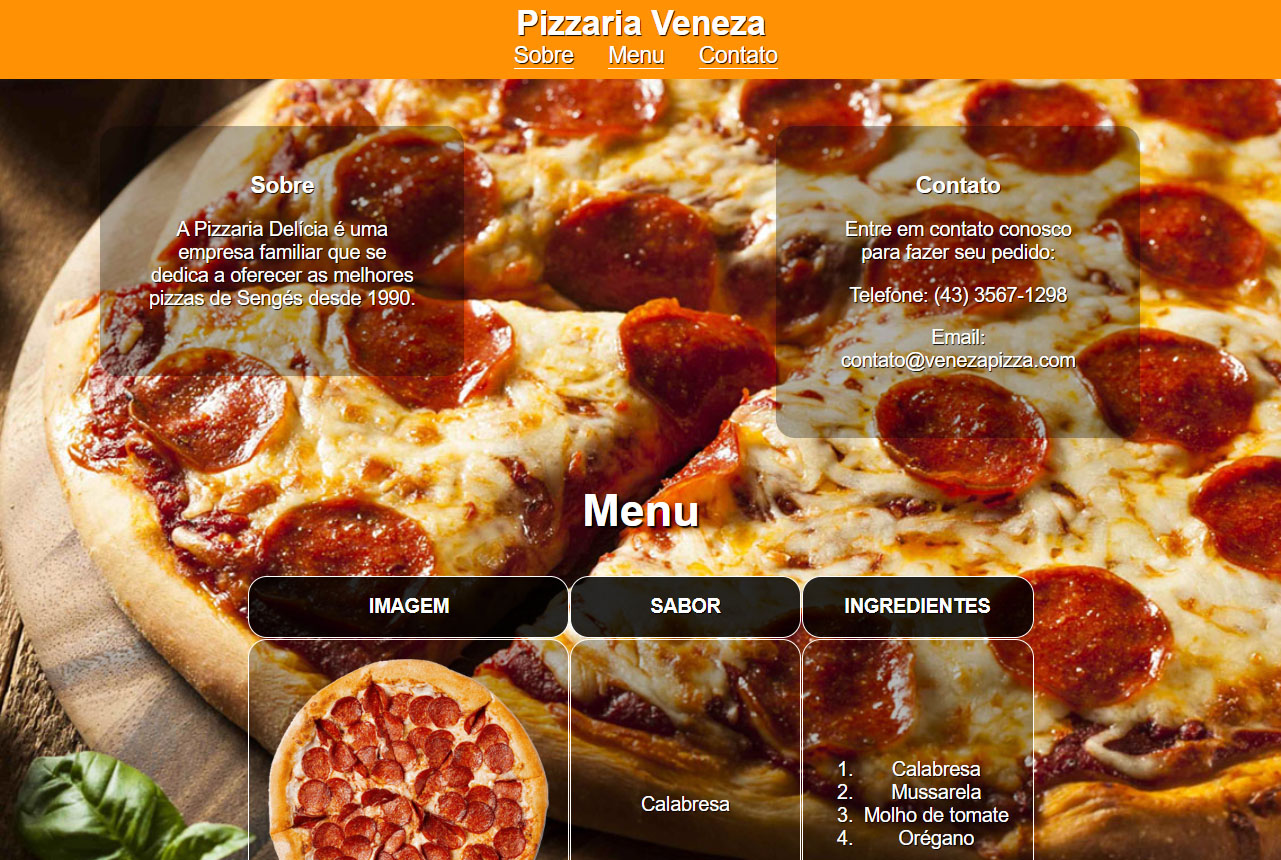 Pizzaria Veneza
Sobre Menu Contato
Sobre
A Pizzaria Delícia é uma
empresa familiar que se
dedica a oferecer as melhores
pizzas de Sengés desde 1990.
Contato
Entre em contato conosco
para fazer seu pedido:
Telefone: (43) 3567-1298
Email:
contato@venezapizza.com
Menu
IMAGEM SABOR INGREDIENTES
Calabresa
1. Calabresa
2. Mussarela
3. Molho de tomate
4. Orégano